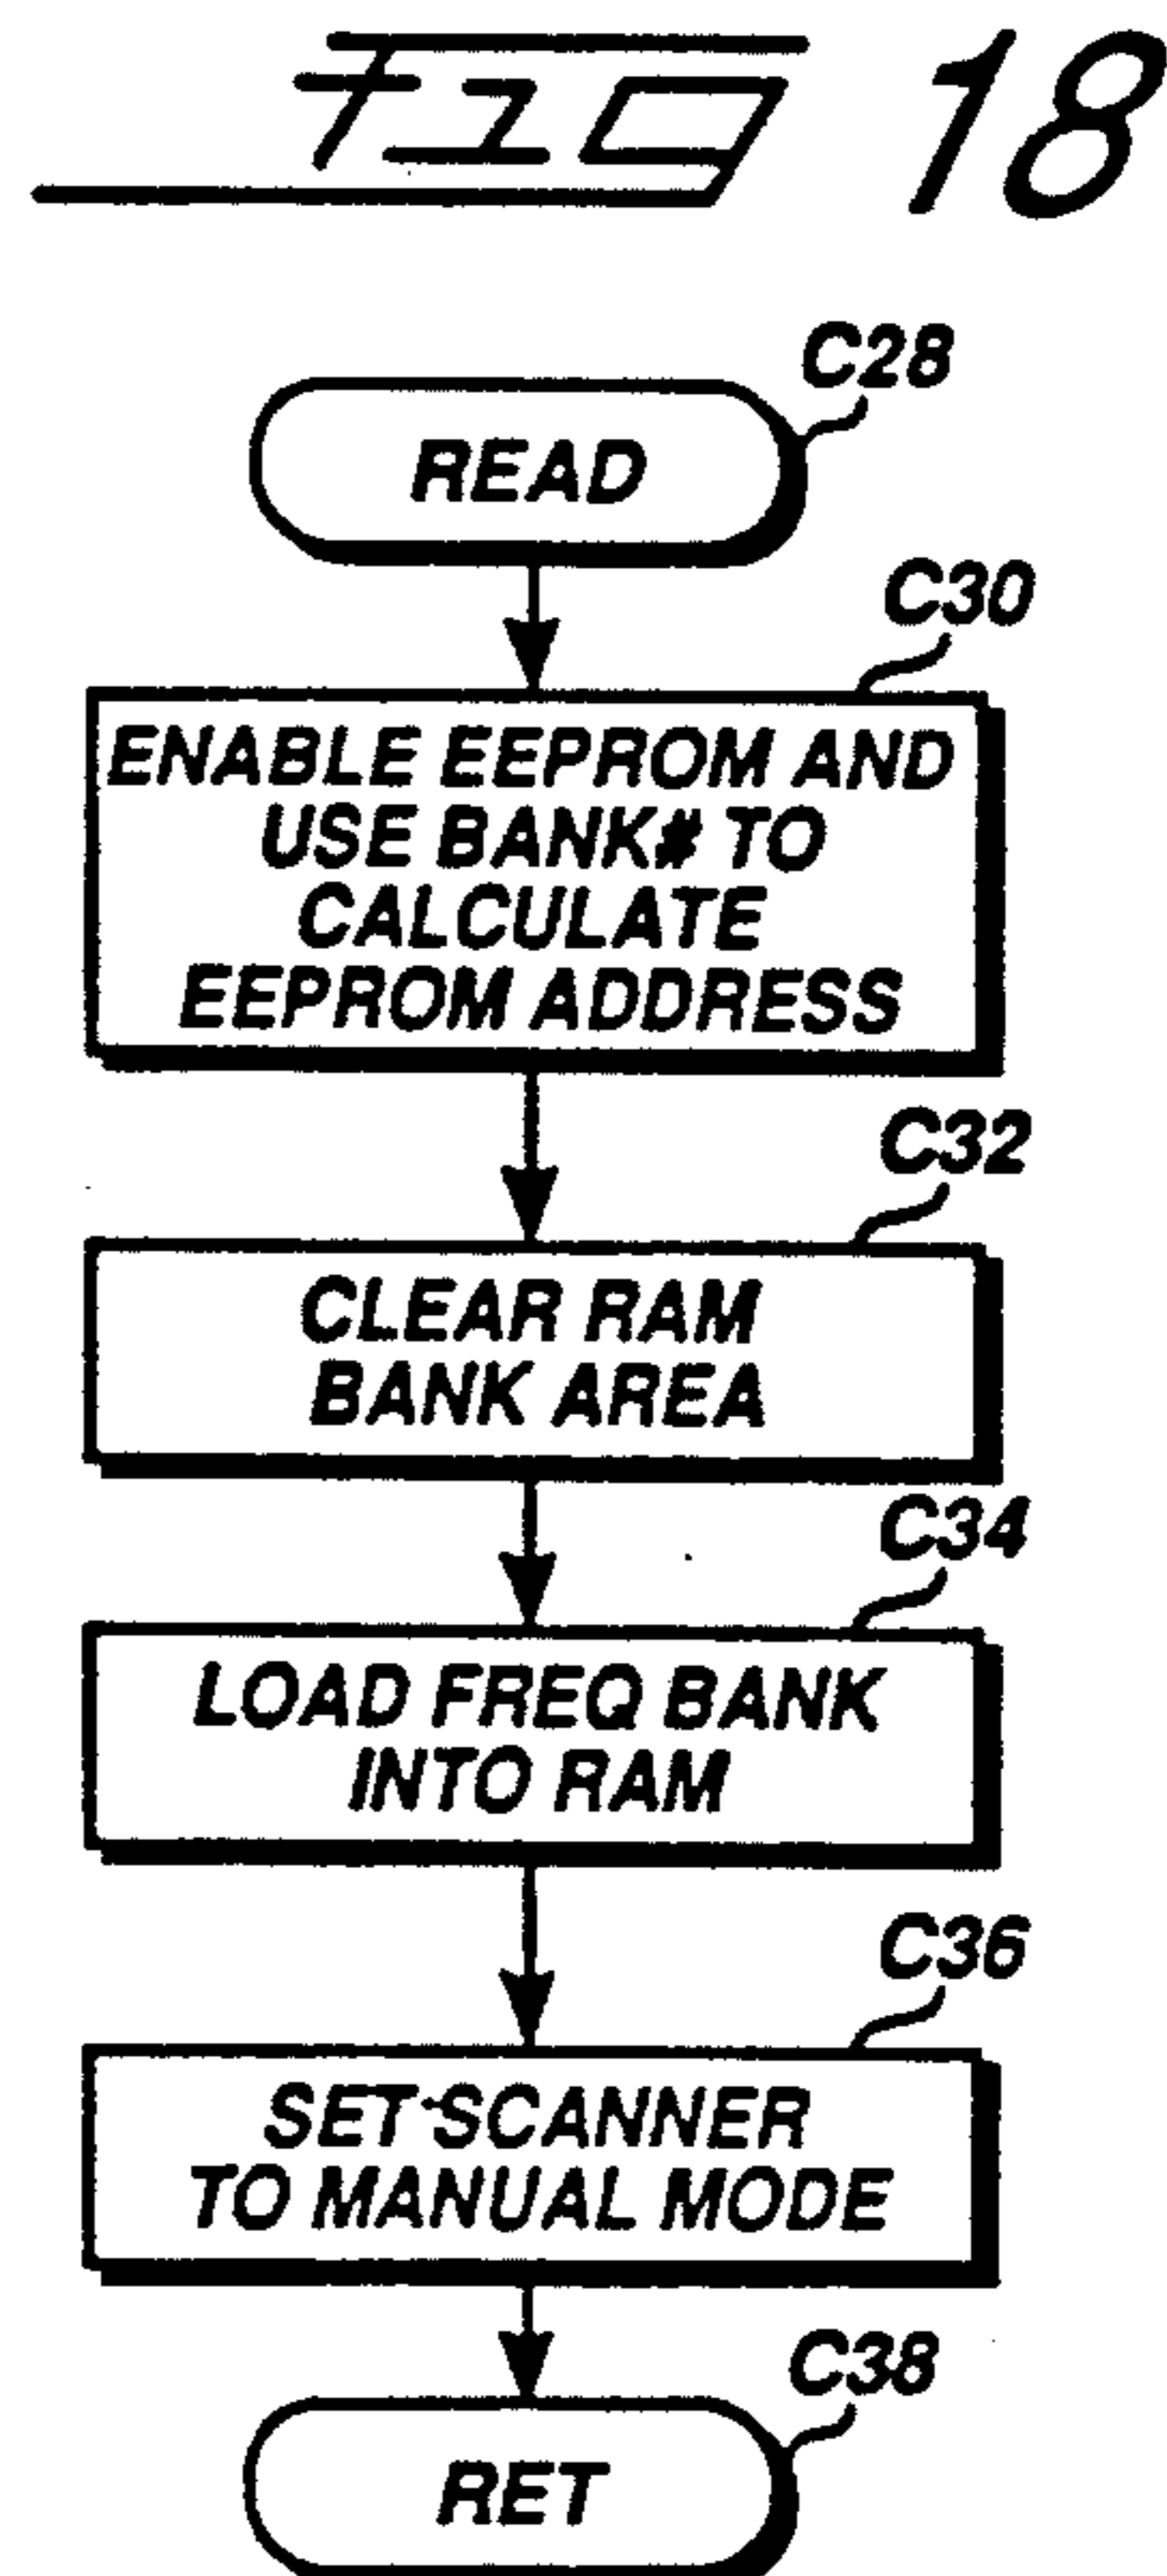 Fig 18
C28
READ
C30
ENABLE EEPROM AND
USE BANK# TO
CALCULATE
EEPROM ADDRESS
C32
CLEAR RAM
BANK AREA
C34
LOAD FREQ BANK
INTO RAM
C36
SET SCANNER
TO MANUAL MODE
C38
RET